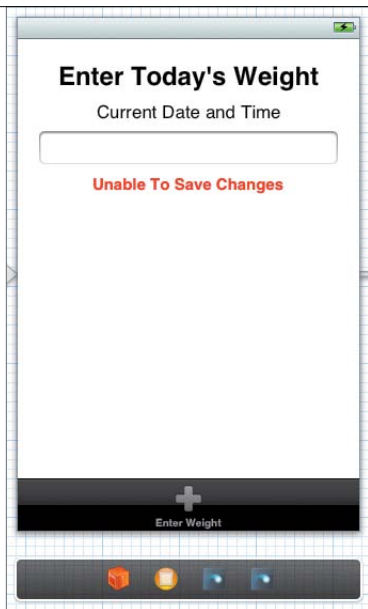 Enter Today's Weight
Current Date and Time
Unable To Save Changes
Enter Weight